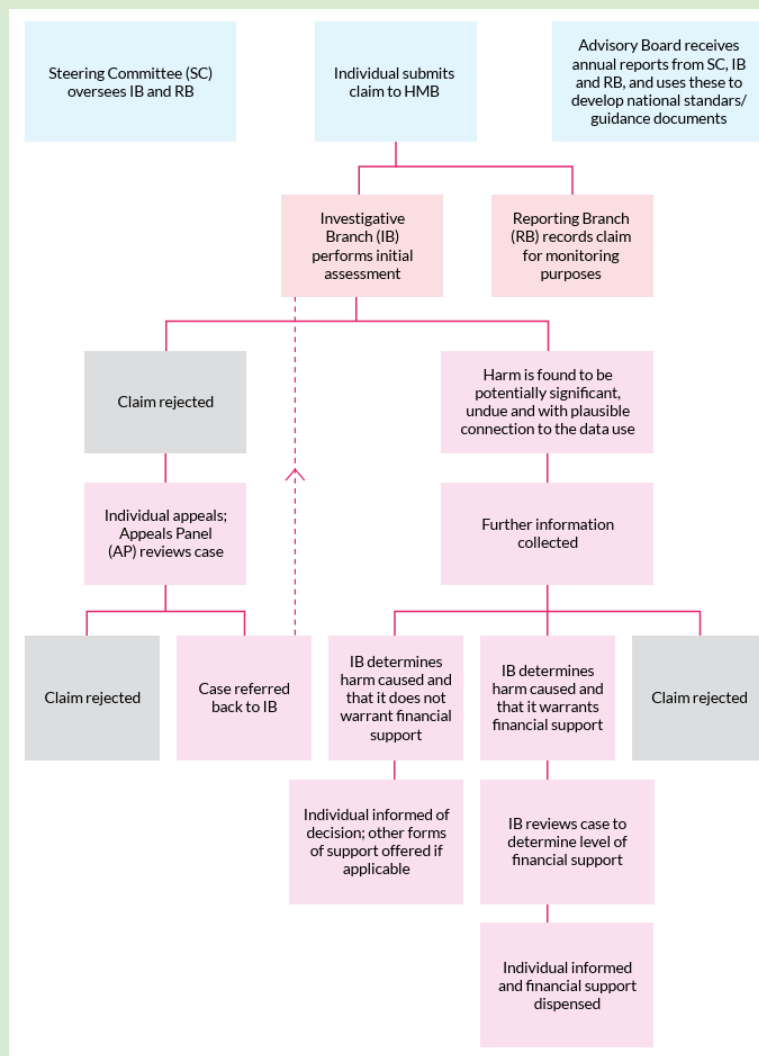 Steering Committee (SC)
oversees IB and RB
Individual submits
claim to HMB
Advisory Board receives
annual reports from SC, IB
and RB, and uses these to
develop national standars/
guidance documents
Investigative
Branch (IB)
performs initial
assessment
Reporting Branch
(RB) records claim
for monitoring
purposes
Claim rejected
Harm is found to be
potentially significant,
undue and with plausible
connection to the data use
Individual appeals;
Appeals Panel
(AP) reviews case
Further information
collected
Claim rejected
Case referred
back to IB
IB determines
harm caused and
that it does not
warrant financial
support
IB determines
harm caused and
that it warrants
financial support
Claim rejected
Individual informed of
decision; other forms
of support offered if
applicable
IB reviews case to
determine level of
financial support
Individual informed
and financial support
dispensed